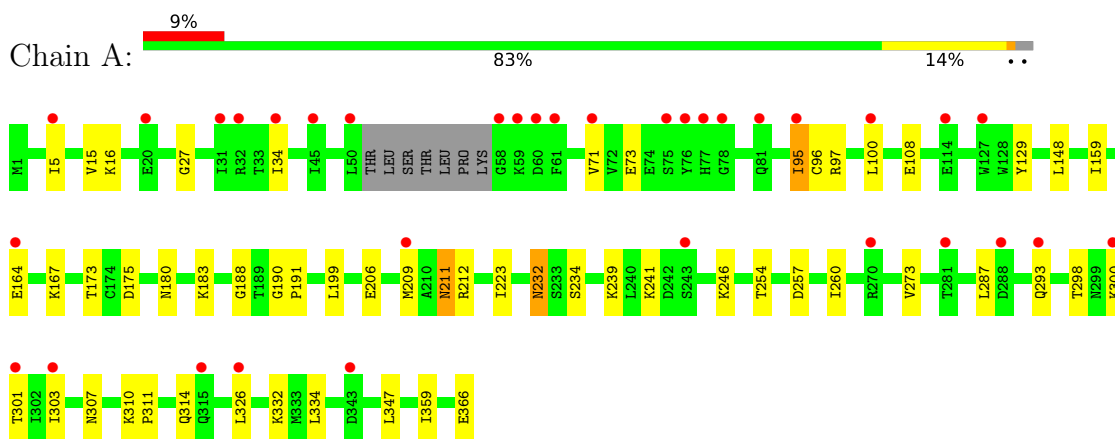 9%
Chain A:
83% 14% • •
M1 I5 V15 K16 E20 G27 I31 R32 T33 I34 I45 L50 THR LEU SER THR LEU PRO LYS G58 K59 D60 F61 V71 V72 E73 E74 S75 Y76 H77 G78 Q81 I95 C96 R97 L100 E108 E114 W127 W128 Y129 L148 I159
E164 K167 T173 C174 D175 N180 K183 G188 T189 G190 P191 L199 E206 M209 A210 N211 R212 I223 N232 S233 S234 K239 L240 K241 D242 S243 K246 T254 D257 I260 R270 V273 T281 L287 D288 Q293 T298 N299 K300
T301 I302 I303 N307 K310 P311 Q314 Q315 L326 K332 M333 L334 D343 L347 I359 E366